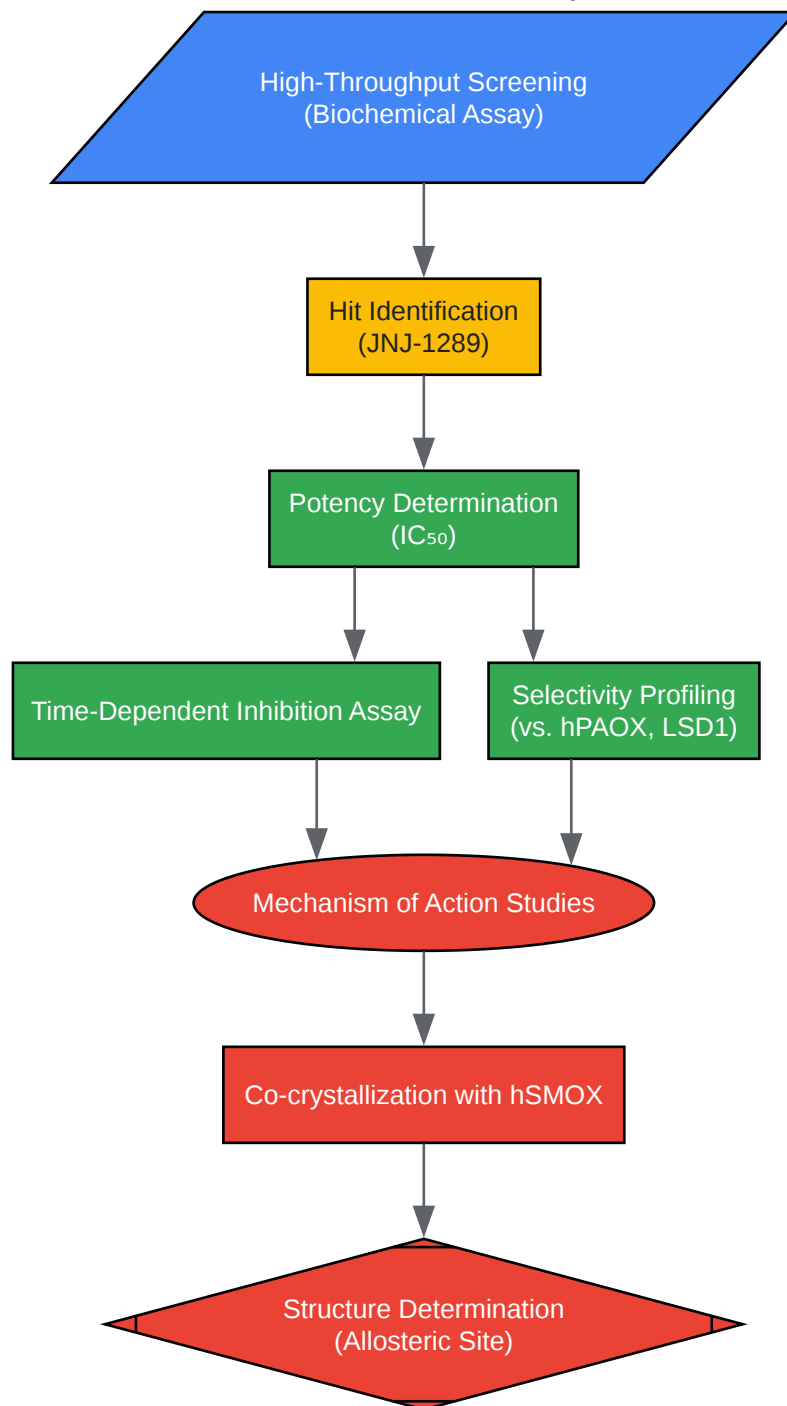 High-Throughput Screening
(Biochemical Assay)
Hit Identification
(JNJ-1289)
Potency Determination
(IC₅₀)
Time-Dependent Inhibition Assay
Selectivity Profiling
(vs. hPAOX, LSD1)
Mechanism of Action Studies
Co-crystallization with hSMOX
Structure Determination
(Allosteric Site)